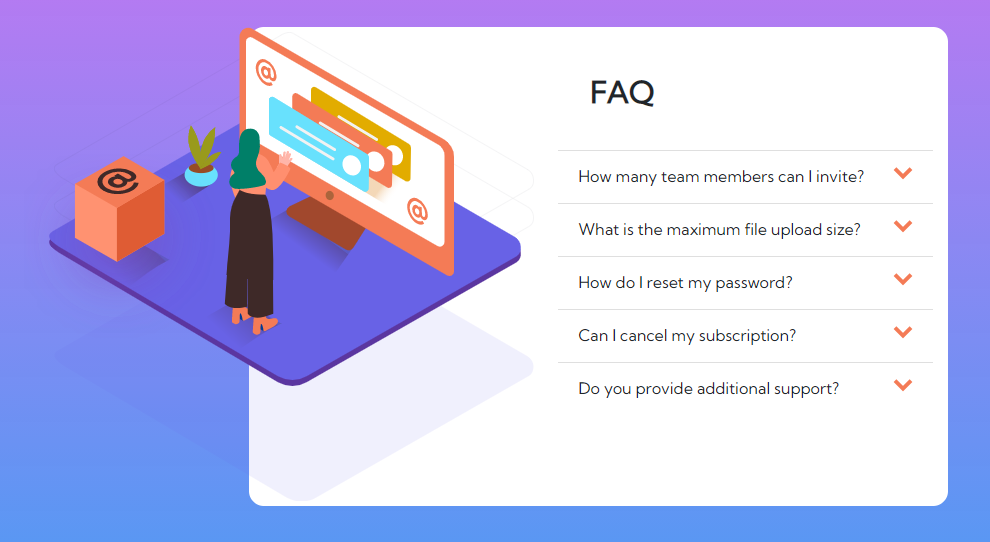 @
@
@
FAQ
How many team members can I invite?
What is the maximum file upload size?
How do I reset my password?
Can I cancel my subscription?
Do you provide additional support?